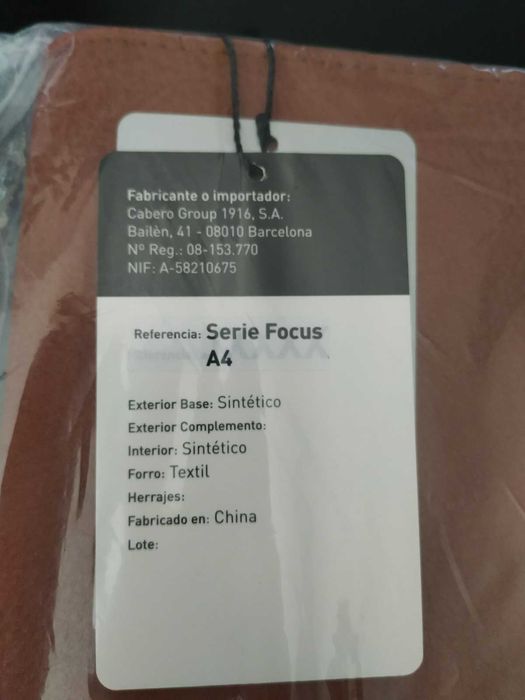 Fabricante o importador:
Cabero Group 1916, S.A.
Bailèn, 41 - 08010 Barcelona
Nº Reg.: 08-153.770
NIF: A-58210675
Referencia: Serie Focus
A4
Exterior Base: Sintético
Exterior Complemento:
Interior: Sintético
Forro: Textil
Herrajes:
Fabricado en: China
Lote: